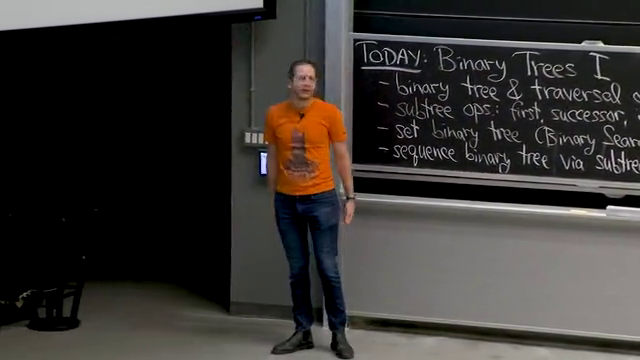 TODAY: Binary Trees I
- binary tree & traversal
- subtree ops: first, successor,
- set binary tree (Binary Sear
- sequence binary tree via subtree